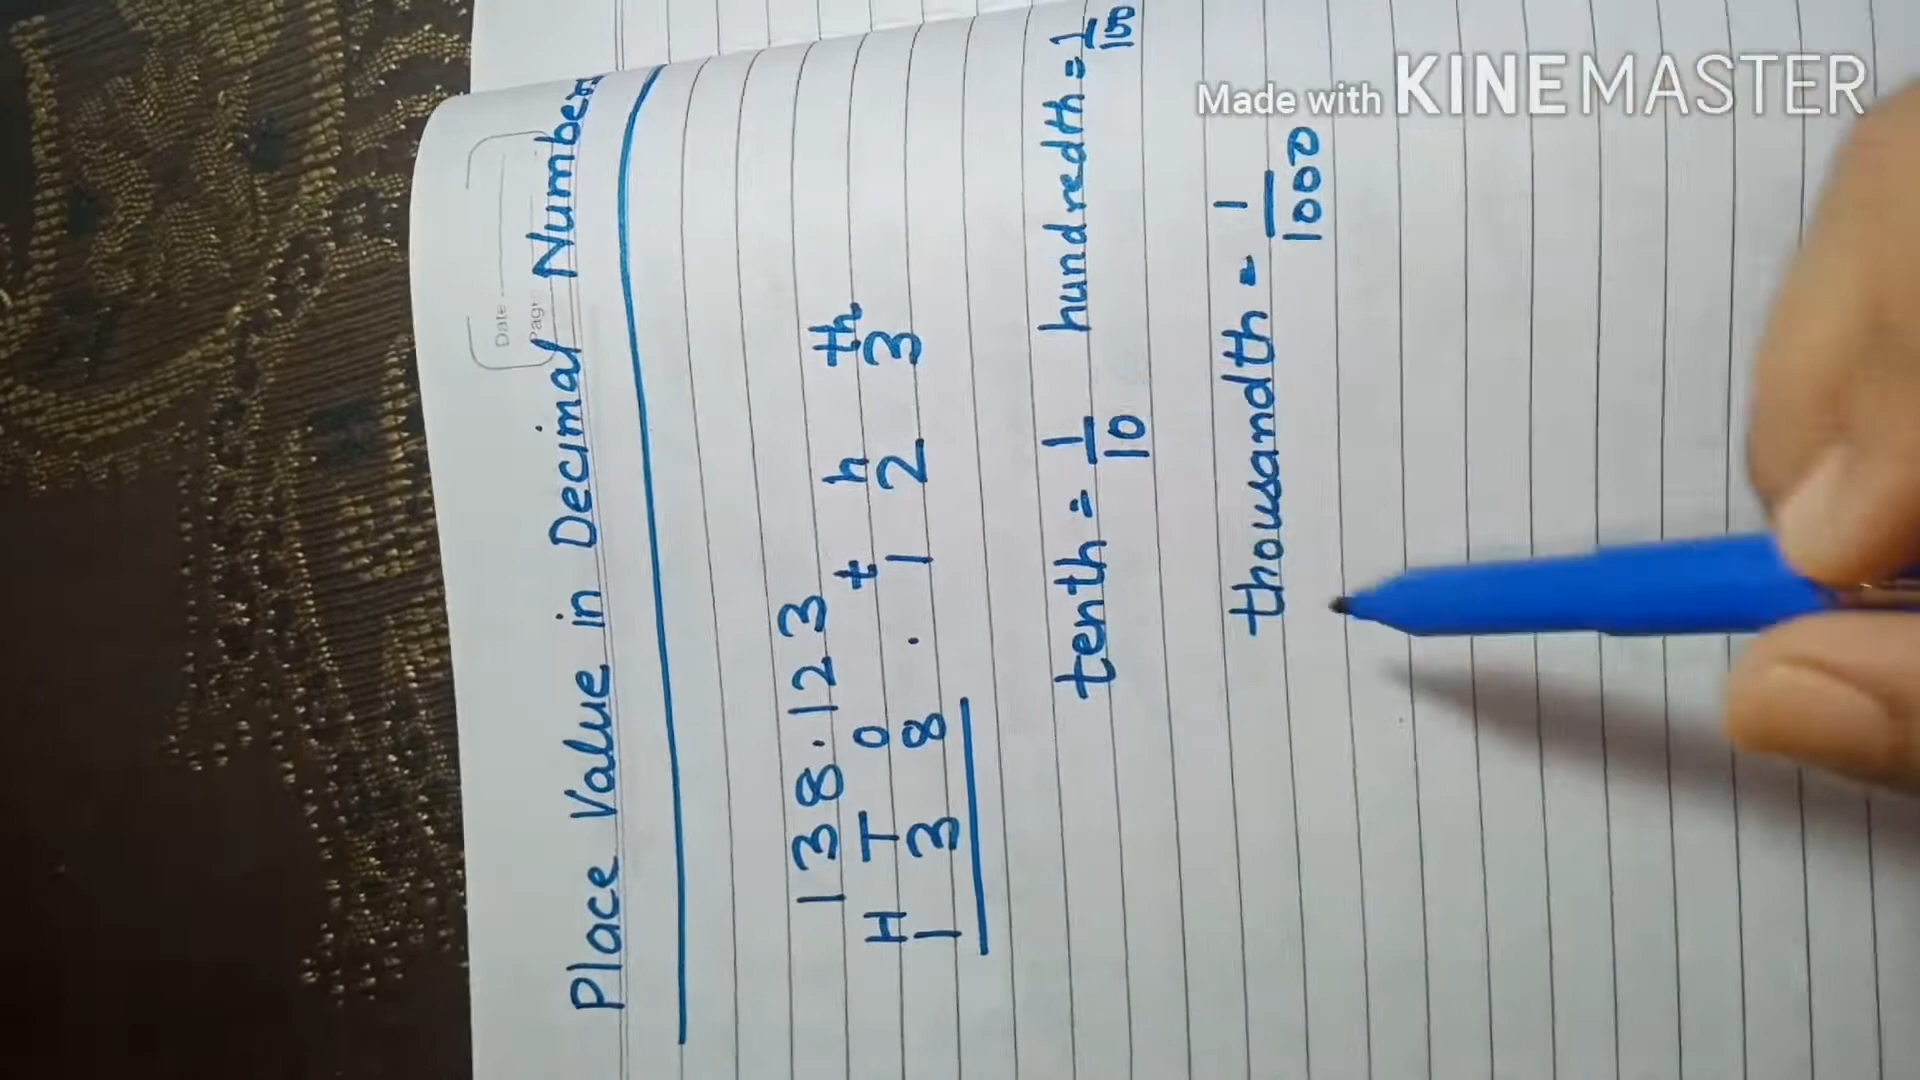 Made with KINEMASTER
Date
Page
Place Value in Decimal Number
138.123
H T O t h th
1 3 8 . 1 2 3
tenth = 1/10 hundredth = 1/100
thousandth = 1/1000